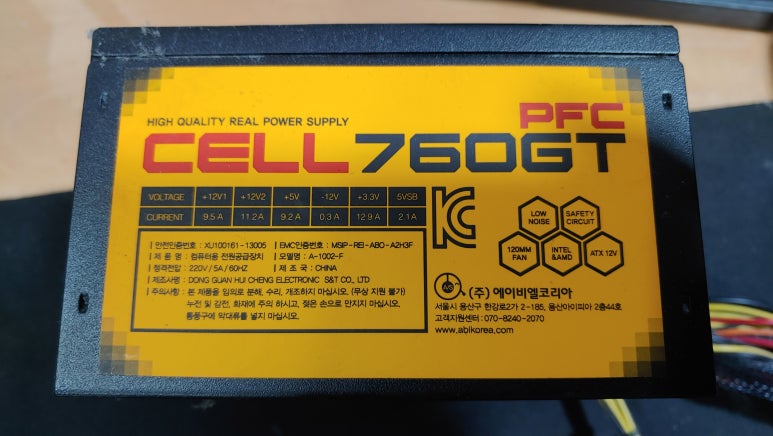 PFC
HIGH QUALITY REAL POWER SUPPLY
CELL760GT
VOLTAGE +12V1 +12V2 +5V -12V +3.3V 5VSB
CURRENT 9.5 A 11.2 A 9.2 A 0.3 A 12.9 A 2.1 A
LOW NOISE
SAFETY CIRCUIT
120MM FAN
INTEL &AMD
ATX 12V
| 안전인증번호 : XU100161-13005 | EMC인증번호 : MSIP-REI-ABO-A2H3F
| 제 품 명 : 컴퓨터용 전원공급장치 | 모델명 : A-1002-F
| 정격전압 : 220V / 5A / 60HZ | 제 조 국 : CHINA
| 제조사명 : DONG GUAN HUI CHENG ELECTRONIC S&T CO., LTD
| 주의사항 : 본 제품을 임의로 분해, 수리, 개조하지 마십시오. (무상 지원 불가)
누전 및 감전, 화재에 주의 하시고, 젖은 손으로 만지지 마십시오.
통풍구에 막대류를 넣지 마십시오.
A/S
(주) 에이비엘코리아
서울시 용산구 한강로2가 2-185, 용산아이피아 2층44호
고객지원센터 : 070-8240-2070
www.ablkorea.com